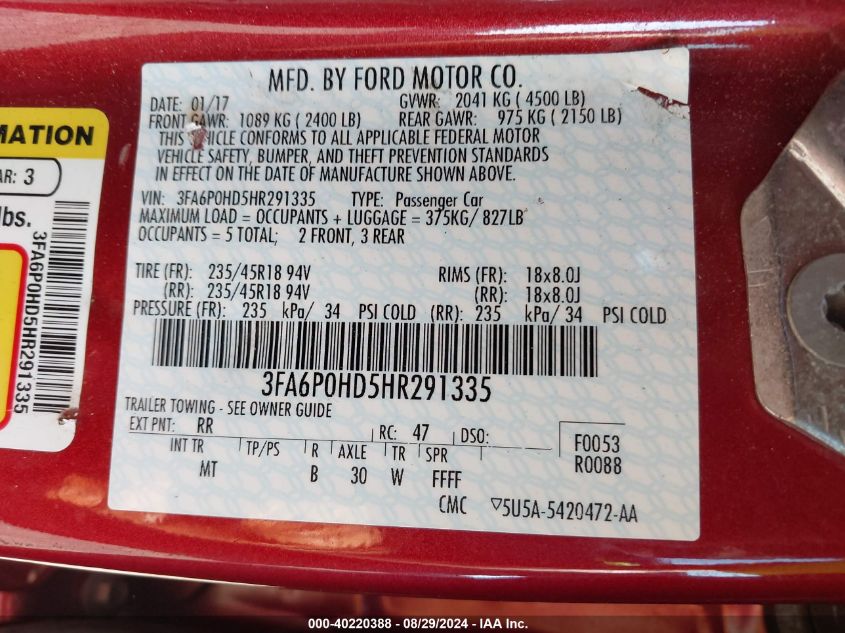 MFD. BY FORD MOTOR CO.
DATE: 01/17 GVWR: 2041 KG ( 4500 LB)
FRONT GAWR: 1089 KG ( 2400 LB) REAR GAWR: 975 KG ( 2150 LB)
THIS VEHICLE CONFORMS TO ALL APPLICABLE FEDERAL MOTOR
VEHICLE SAFETY, BUMPER, AND THEFT PREVENTION STANDARDS
IN EFFECT ON THE DATE OF MANUFACTURE SHOWN ABOVE.
VIN: 3FA6P0HD5HR291335 TYPE: Passenger Car
MAXIMUM LOAD = OCCUPANTS + LUGGAGE = 375KG/ 827LB
OCCUPANTS = 5 TOTAL; 2 FRONT, 3 REAR
TIRE (FR): 235/45R18 94V RIMS (FR): 18x8.0J
(RR): 235/45R18 94V (RR): 18x8.0J
PRESSURE (FR): 235 kPa/ 34 PSI COLD (RR): 235 kPa/ 34 PSI COLD
3FA6P0HD5HR291335
TRAILER TOWING - SEE OWNER GUIDE
EXT PNT: RR RC: 47 DSO: F0053
R0088
INT TR TP/PS R AXLE TR SPR
MT B 30 W FFFF
CMC ▽5U5A-5420472-AA
MATION
AR: 3
lbs.
3FA6P0HD5HR291335
000-40220388 - 08/29/2024 - IAA Inc.